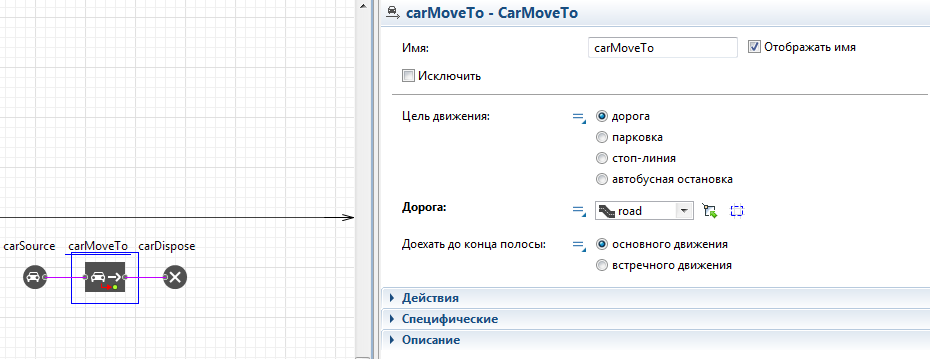 carMoveTo - CarMoveTo
Имя:
carMoveTo
Отображать имя
Исключить
Цель движения:
дорога
парковка
стоп-линия
автобусная остановка
Дорога:
road
Доехать до конца полосы:
основного движения
встречного движения
Действия
Специфические
Описание
carSource
carMoveTo
carDispose